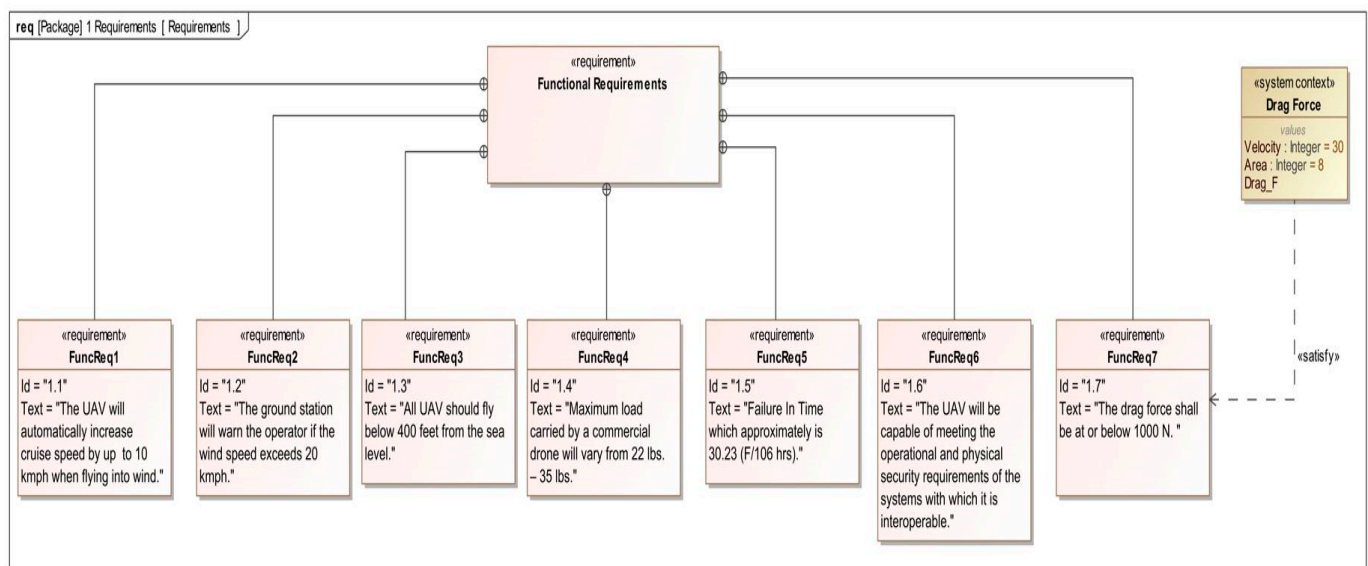 req [Package] 1 Requirements [ Requirements ]
«requirement»
Functional Requirements
«system context»
Drag Force
values
Velocity : Integer = 30
Area : Integer = 8
Drag_F
«satisfy»
«requirement»
FuncReq1
Id = "1.1"
Text = "The UAV will
automatically increase
cruise speed by up to 10
kmph when flying into wind."
«requirement»
FuncReq2
Id = "1.2"
Text = "The ground station
will warn the operator if the
wind speed exceeds 20
kmph."
«requirement»
FuncReq3
Id = "1.3"
Text = "All UAV should fly
below 400 feet from the sea
level."
«requirement»
FuncReq4
Id = "1.4"
Text = "Maximum load
carried by a commercial
drone will vary from 22 lbs.
– 35 lbs."
«requirement»
FuncReq5
Id = "1.5"
Text = "Failure In Time
which approximately is
30.23 (F/106 hrs)."
«requirement»
FuncReq6
Id = "1.6"
Text = "The UAV will be
capable of meeting the
operational and physical
security requirements of the
systems with which it is
interoperable."
«requirement»
FuncReq7
Id = "1.7"
Text = "The drag force shall
be at or below 1000 N. "